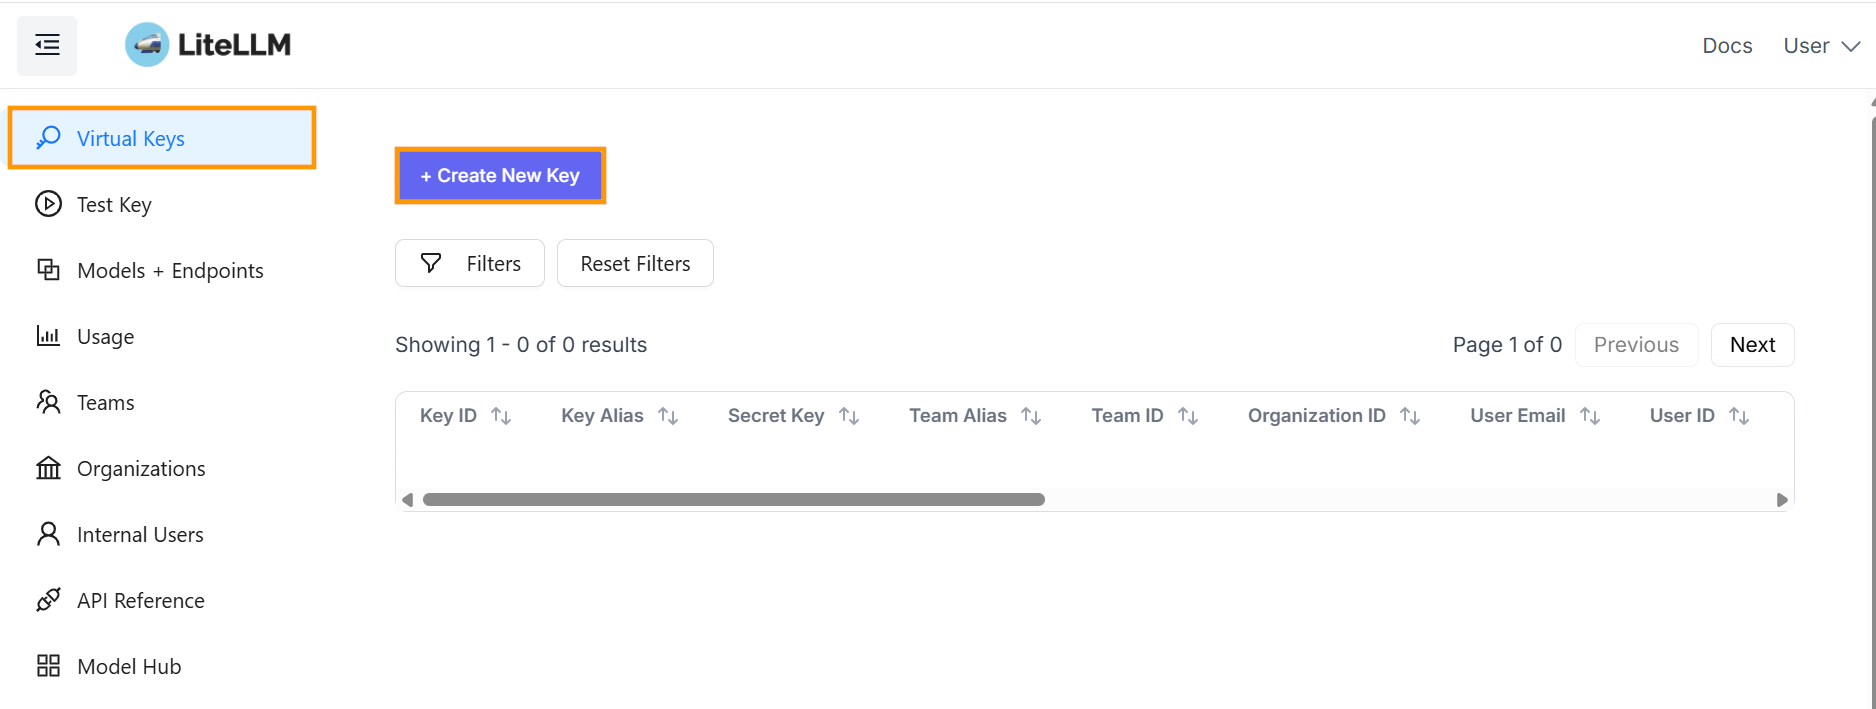 LiteLLM
Docs User
Virtual Keys
Test Key
Models + Endpoints
Usage
Teams
Organizations
Internal Users
API Reference
Model Hub
+ Create New Key
Filters Reset Filters
Showing 1 - 0 of 0 results
Page 1 of 0 Previous Next
Key ID Key Alias Secret Key Team Alias Team ID Organization ID User Email User ID